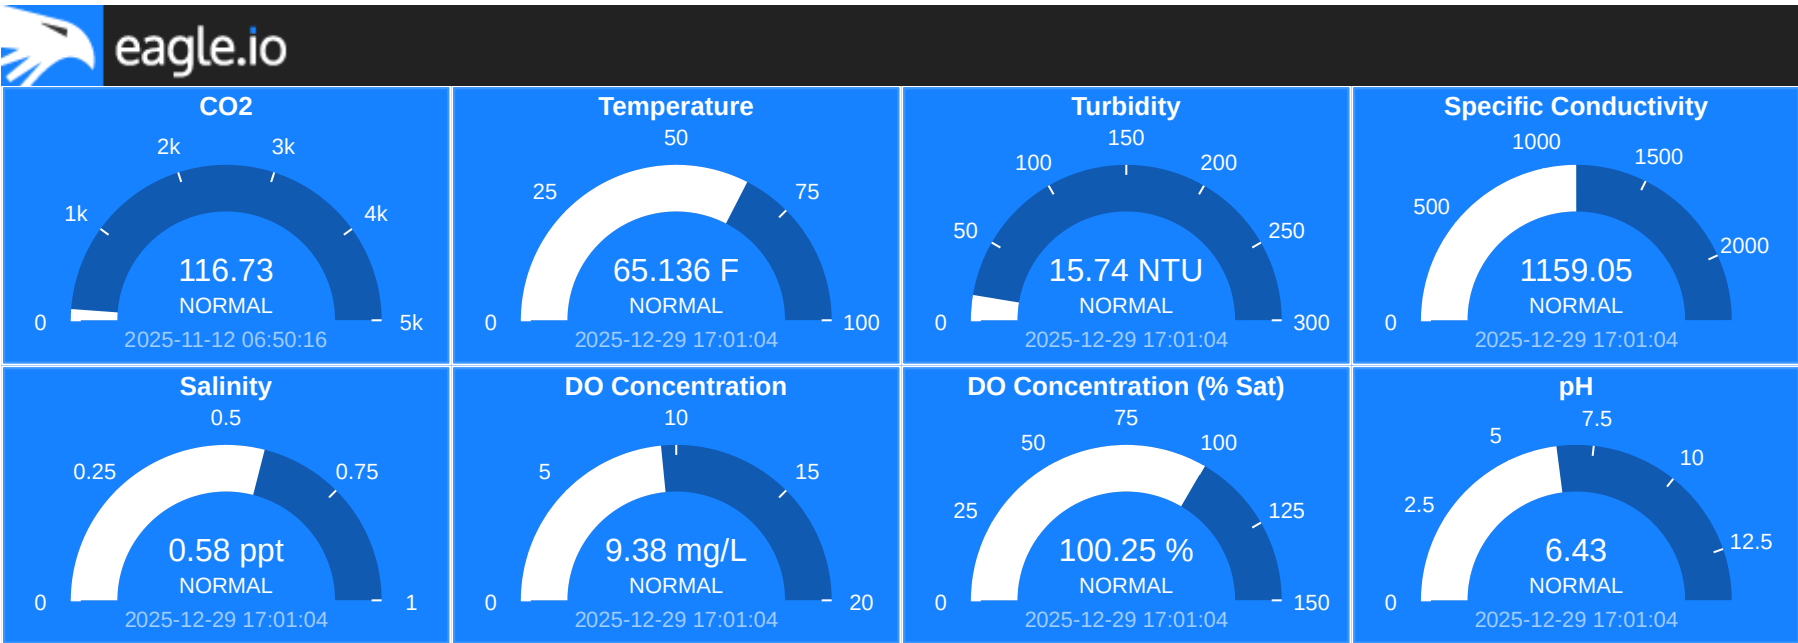 eagle.io
CO2
0
1k
2k
3k
4k
5k
116.73
NORMAL
2025-11-12 06:50:16
Temperature
0
25
50
75
100
65.136 F
NORMAL
2025-12-29 17:01:04
Turbidity
0
50
100
150
200
250
300
15.74 NTU
NORMAL
2025-12-29 17:01:04
Specific Conductivity
0
500
1000
1500
2000
1159.05
NORMAL
2025-12-29 17:01:04
Salinity
0
0.25
0.5
0.75
1
0.58 ppt
NORMAL
2025-12-29 17:01:04
DO Concentration
0
5
10
15
20
9.38 mg/L
NORMAL
2025-12-29 17:01:04
DO Concentration (% Sat)
0
25
50
75
100
125
150
100.25 %
NORMAL
2025-12-29 17:01:04
pH
0
2.5
5
7.5
10
12.5
6.43
NORMAL
2025-12-29 17:01:04